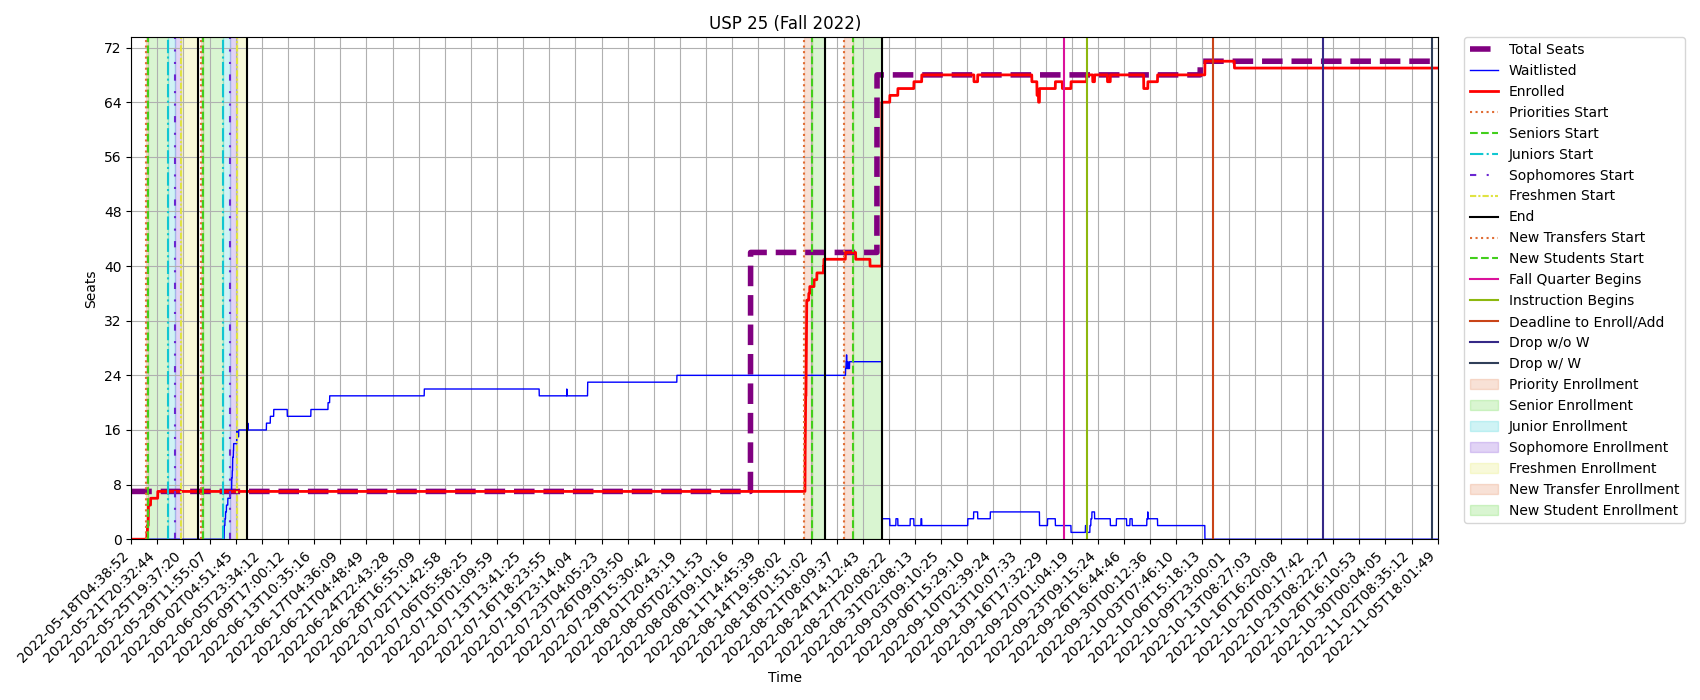 USP 25 (Fall 2022)
72
64
56
48
40
32
24
16
8
0
Seats
2022-05-18T04:38:52
2022-05-21T20:32:44
2022-05-25T19:37:20
2022-05-29T11:55:07
2022-06-02T04:51:45
2022-06-05T23:34:12
2022-06-09T17:00:12
2022-06-13T10:35:16
2022-06-17T04:36:09
2022-06-21T04:48:49
2022-06-24T22:43:28
2022-06-28T16:55:09
2022-07-02T11:42:58
2022-07-06T05:58:25
2022-07-10T01:09:59
2022-07-13T13:41:25
2022-07-16T18:23:55
2022-07-19T23:14:04
2022-07-23T04:05:23
2022-07-26T09:03:50
2022-07-29T15:30:42
2022-08-01T20:43:19
2022-08-05T02:11:53
2022-08-08T09:10:16
2022-08-11T14:45:39
2022-08-14T19:58:02
2022-08-18T01:51:02
2022-08-21T08:09:37
2022-08-24T14:12:43
2022-08-27T20:08:22
2022-08-31T02:08:13
2022-09-03T09:10:25
2022-09-06T15:29:10
2022-09-10T02:39:24
2022-09-13T10:07:33
2022-09-16T17:32:29
2022-09-20T01:04:19
2022-09-23T09:15:24
2022-09-26T16:44:46
2022-09-30T00:12:36
2022-10-03T07:46:10
2022-10-06T15:18:13
2022-10-09T23:00:01
2022-10-13T08:27:03
2022-10-16T16:20:08
2022-10-20T00:17:42
2022-10-23T08:22:27
2022-10-26T16:10:53
2022-10-30T00:04:05
2022-11-02T08:35:12
2022-11-05T18:01:49
Time
Total Seats
Waitlisted
Enrolled
Priorities Start
Seniors Start
Juniors Start
Sophomores Start
Freshmen Start
End
New Transfers Start
New Students Start
Fall Quarter Begins
Instruction Begins
Deadline to Enroll/Add
Drop w/o W
Drop w/ W
Priority Enrollment
Senior Enrollment
Junior Enrollment
Sophomore Enrollment
Freshmen Enrollment
New Transfer Enrollment
New Student Enrollment